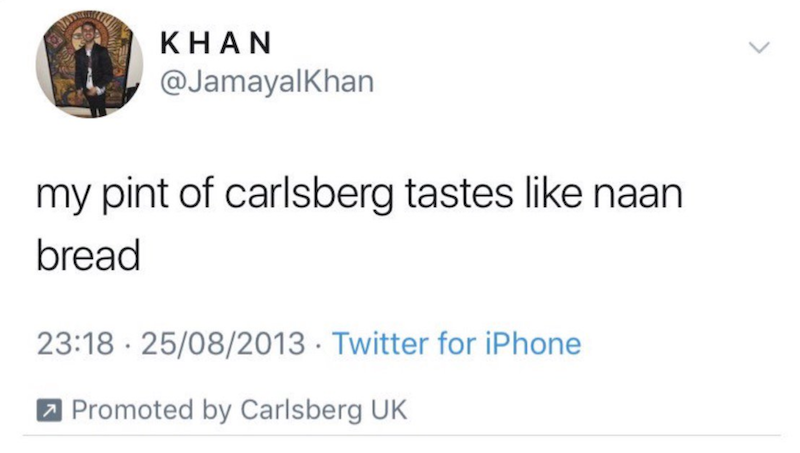 KHAN
@JamayalKhan
my pint of carlsberg tastes like naan
bread
23:18 · 25/08/2013 · Twitter for iPhone
Promoted by Carlsberg UK